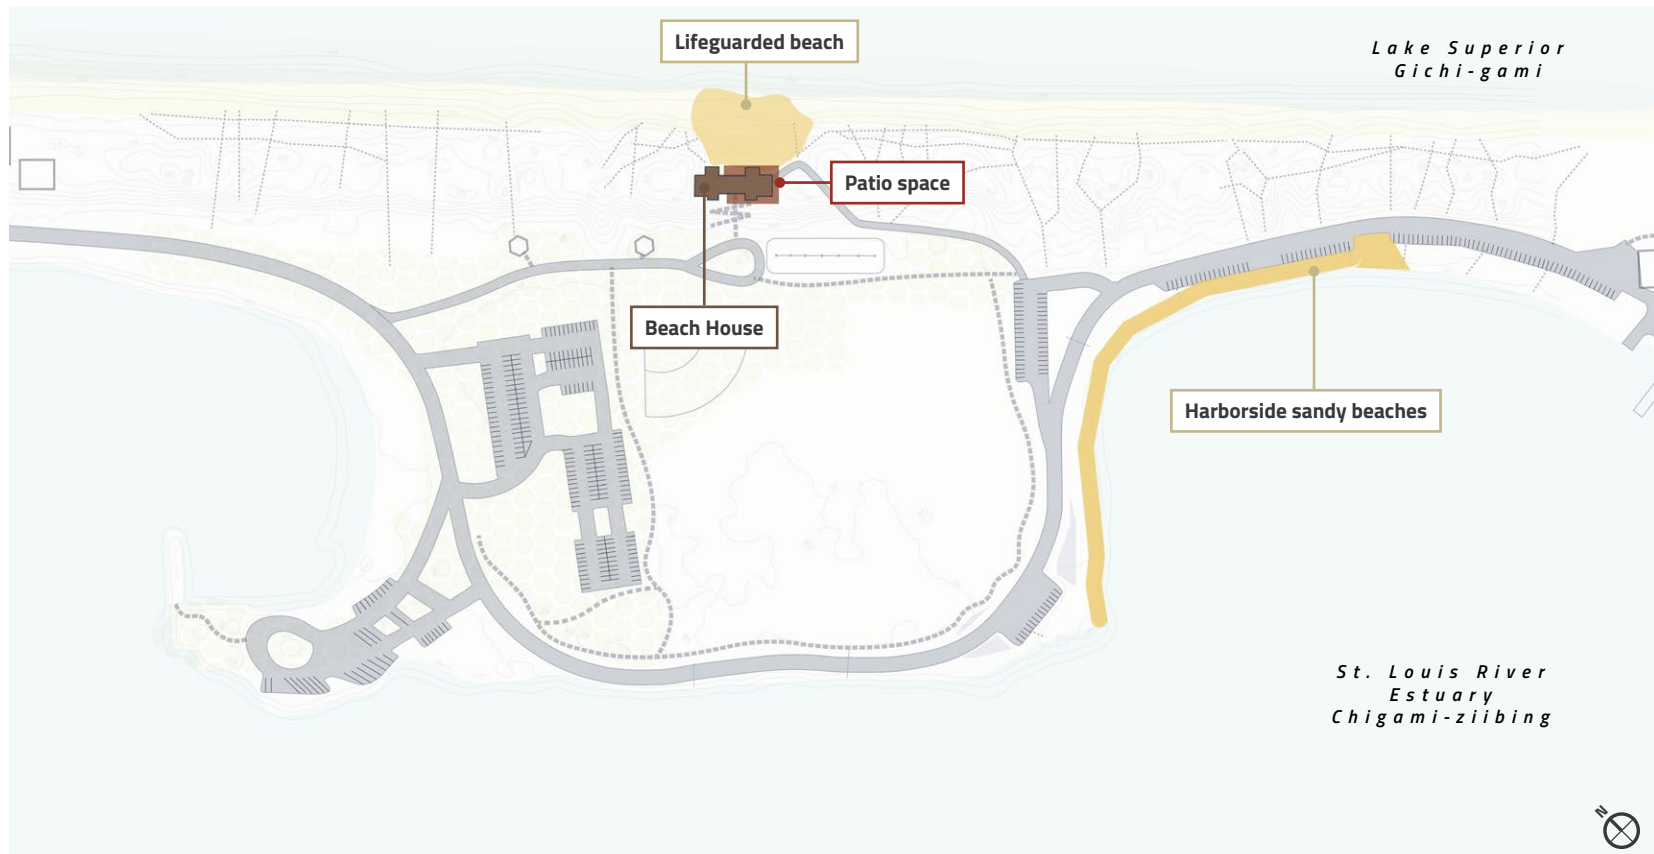 Lifeguarded beach
Lake Superior
Gichi-gami
Patio space
Beach House
Harborside sandy beaches
St. Louis River
Estuary
Chigami-ziibing
N